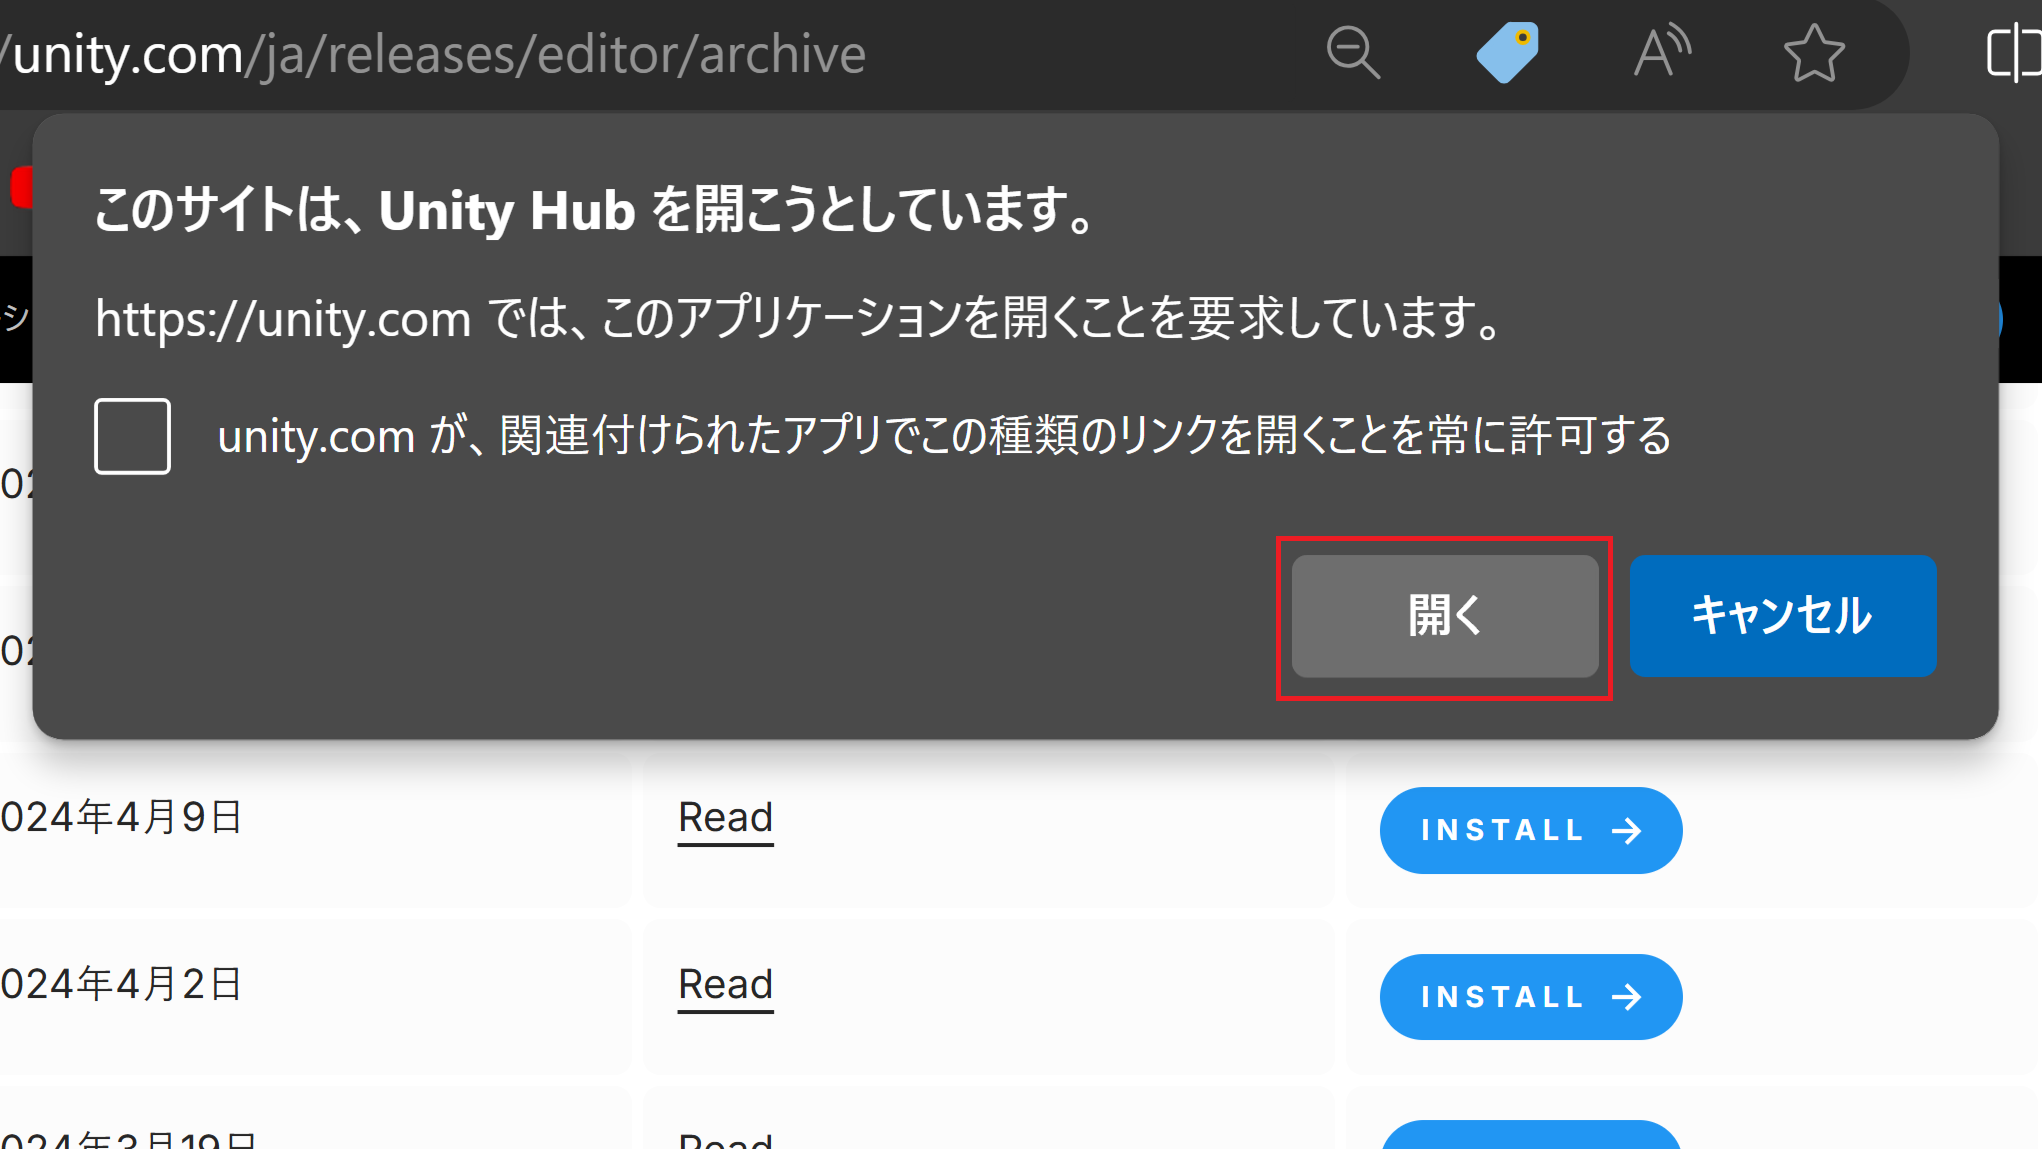 /unity.com/ja/releases/editor/archive
このサイトは、Unity Hub を開こうとしています。
https://unity.com では、このアプリケーションを開くことを要求しています。
unity.com が、関連付けられたアプリでこの種類のリンクを開くことを常に許可する
開く キャンセル
024年4月9日 Read INSTALL →
024年4月2日 Read INSTALL →
024年3月19日 Read